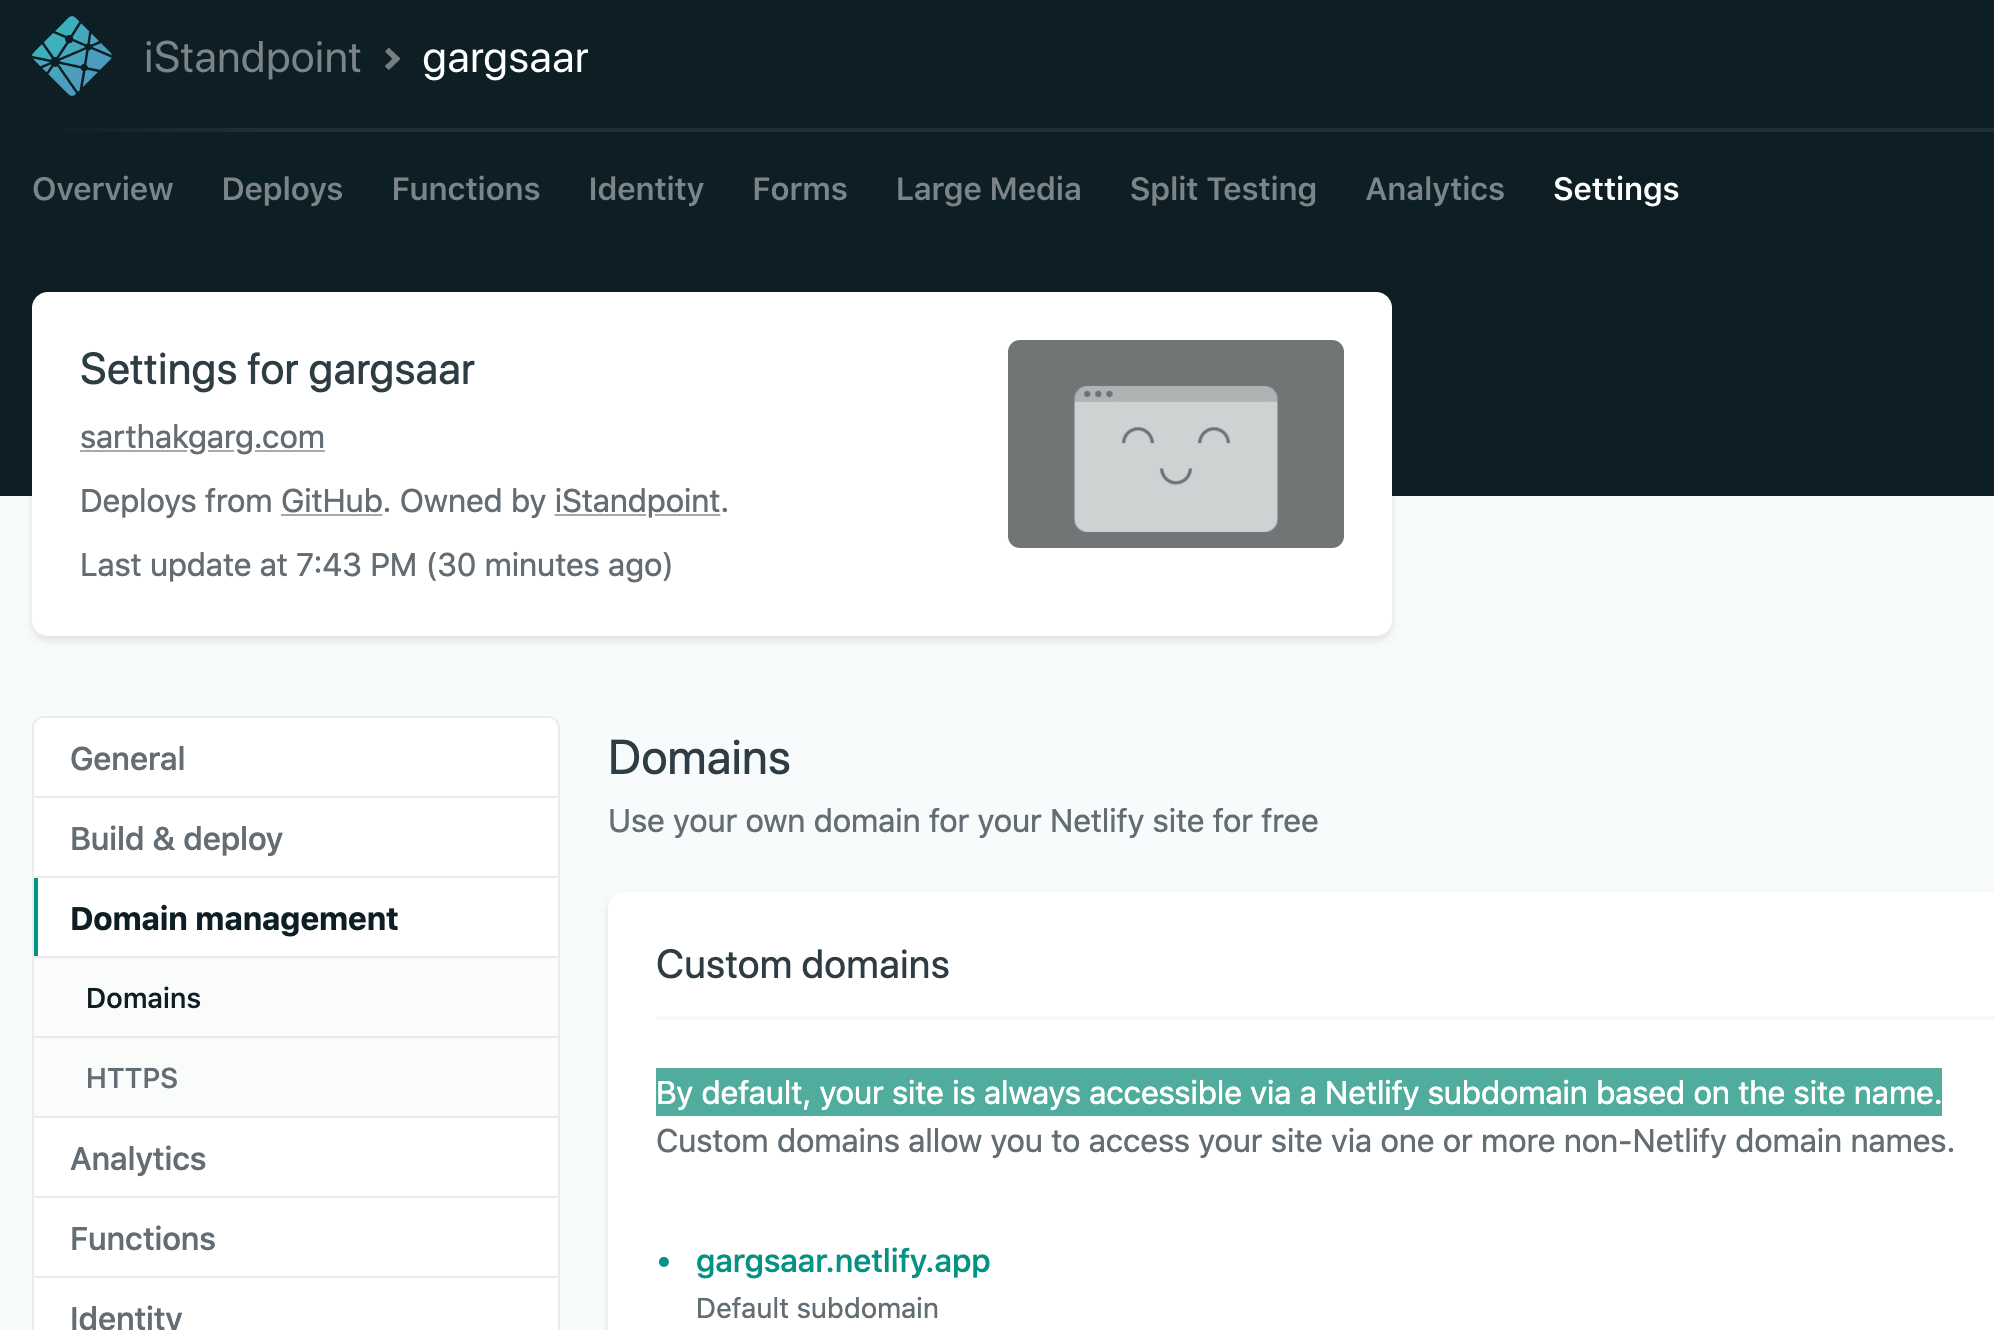 iStandpoint > gargsaar
Overview Deploys Functions Identity Forms Large Media Split Testing Analytics Settings
Settings for gargsaar
sarthakgarg.com
Deploys from GitHub. Owned by iStandpoint.
Last update at 7:43 PM (30 minutes ago)
General
Build & deploy
Domain management
Domains
HTTPS
Analytics
Functions
Identity
Domains
Use your own domain for your Netlify site for free
Custom domains
By default, your site is always accessible via a Netlify subdomain based on the site name.
Custom domains allow you to access your site via one or more non-Netlify domain names.
• gargsaar.netlify.app
Default subdomain